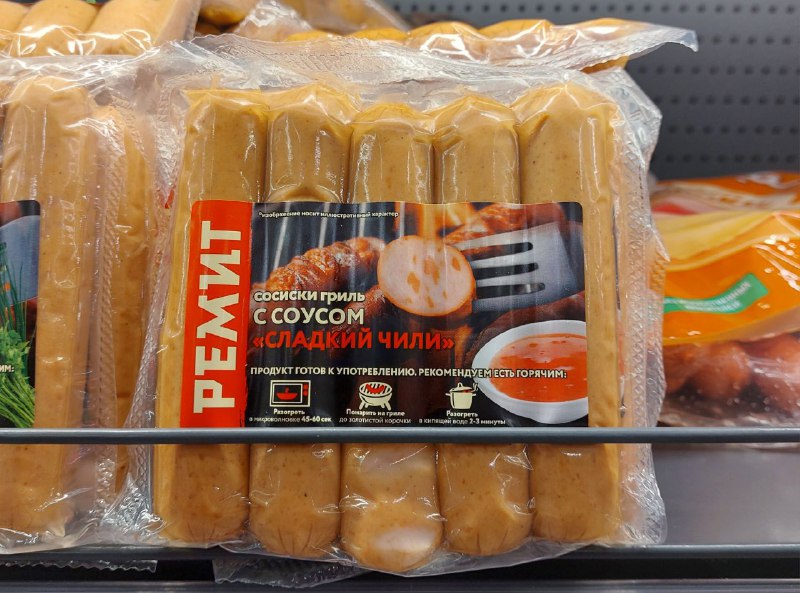 *изображение носит иллюстративный характер
РЕМИТ
СОСИСКИ ГРИЛЬ
С СОУСОМ
«СЛАДКИЙ ЧИЛИ»
ПРОДУКТ ГОТОВ К УПОТРЕБЛЕНИЮ. РЕКОМЕНДУЕМ ЕСТЬ ГОРЯЧИМ:
Разогреть
в микроволновке 45-60 сек
Пожарить на гриле
до золотистой корочки
Разогреть
в кипящей воде 2-3 минуты